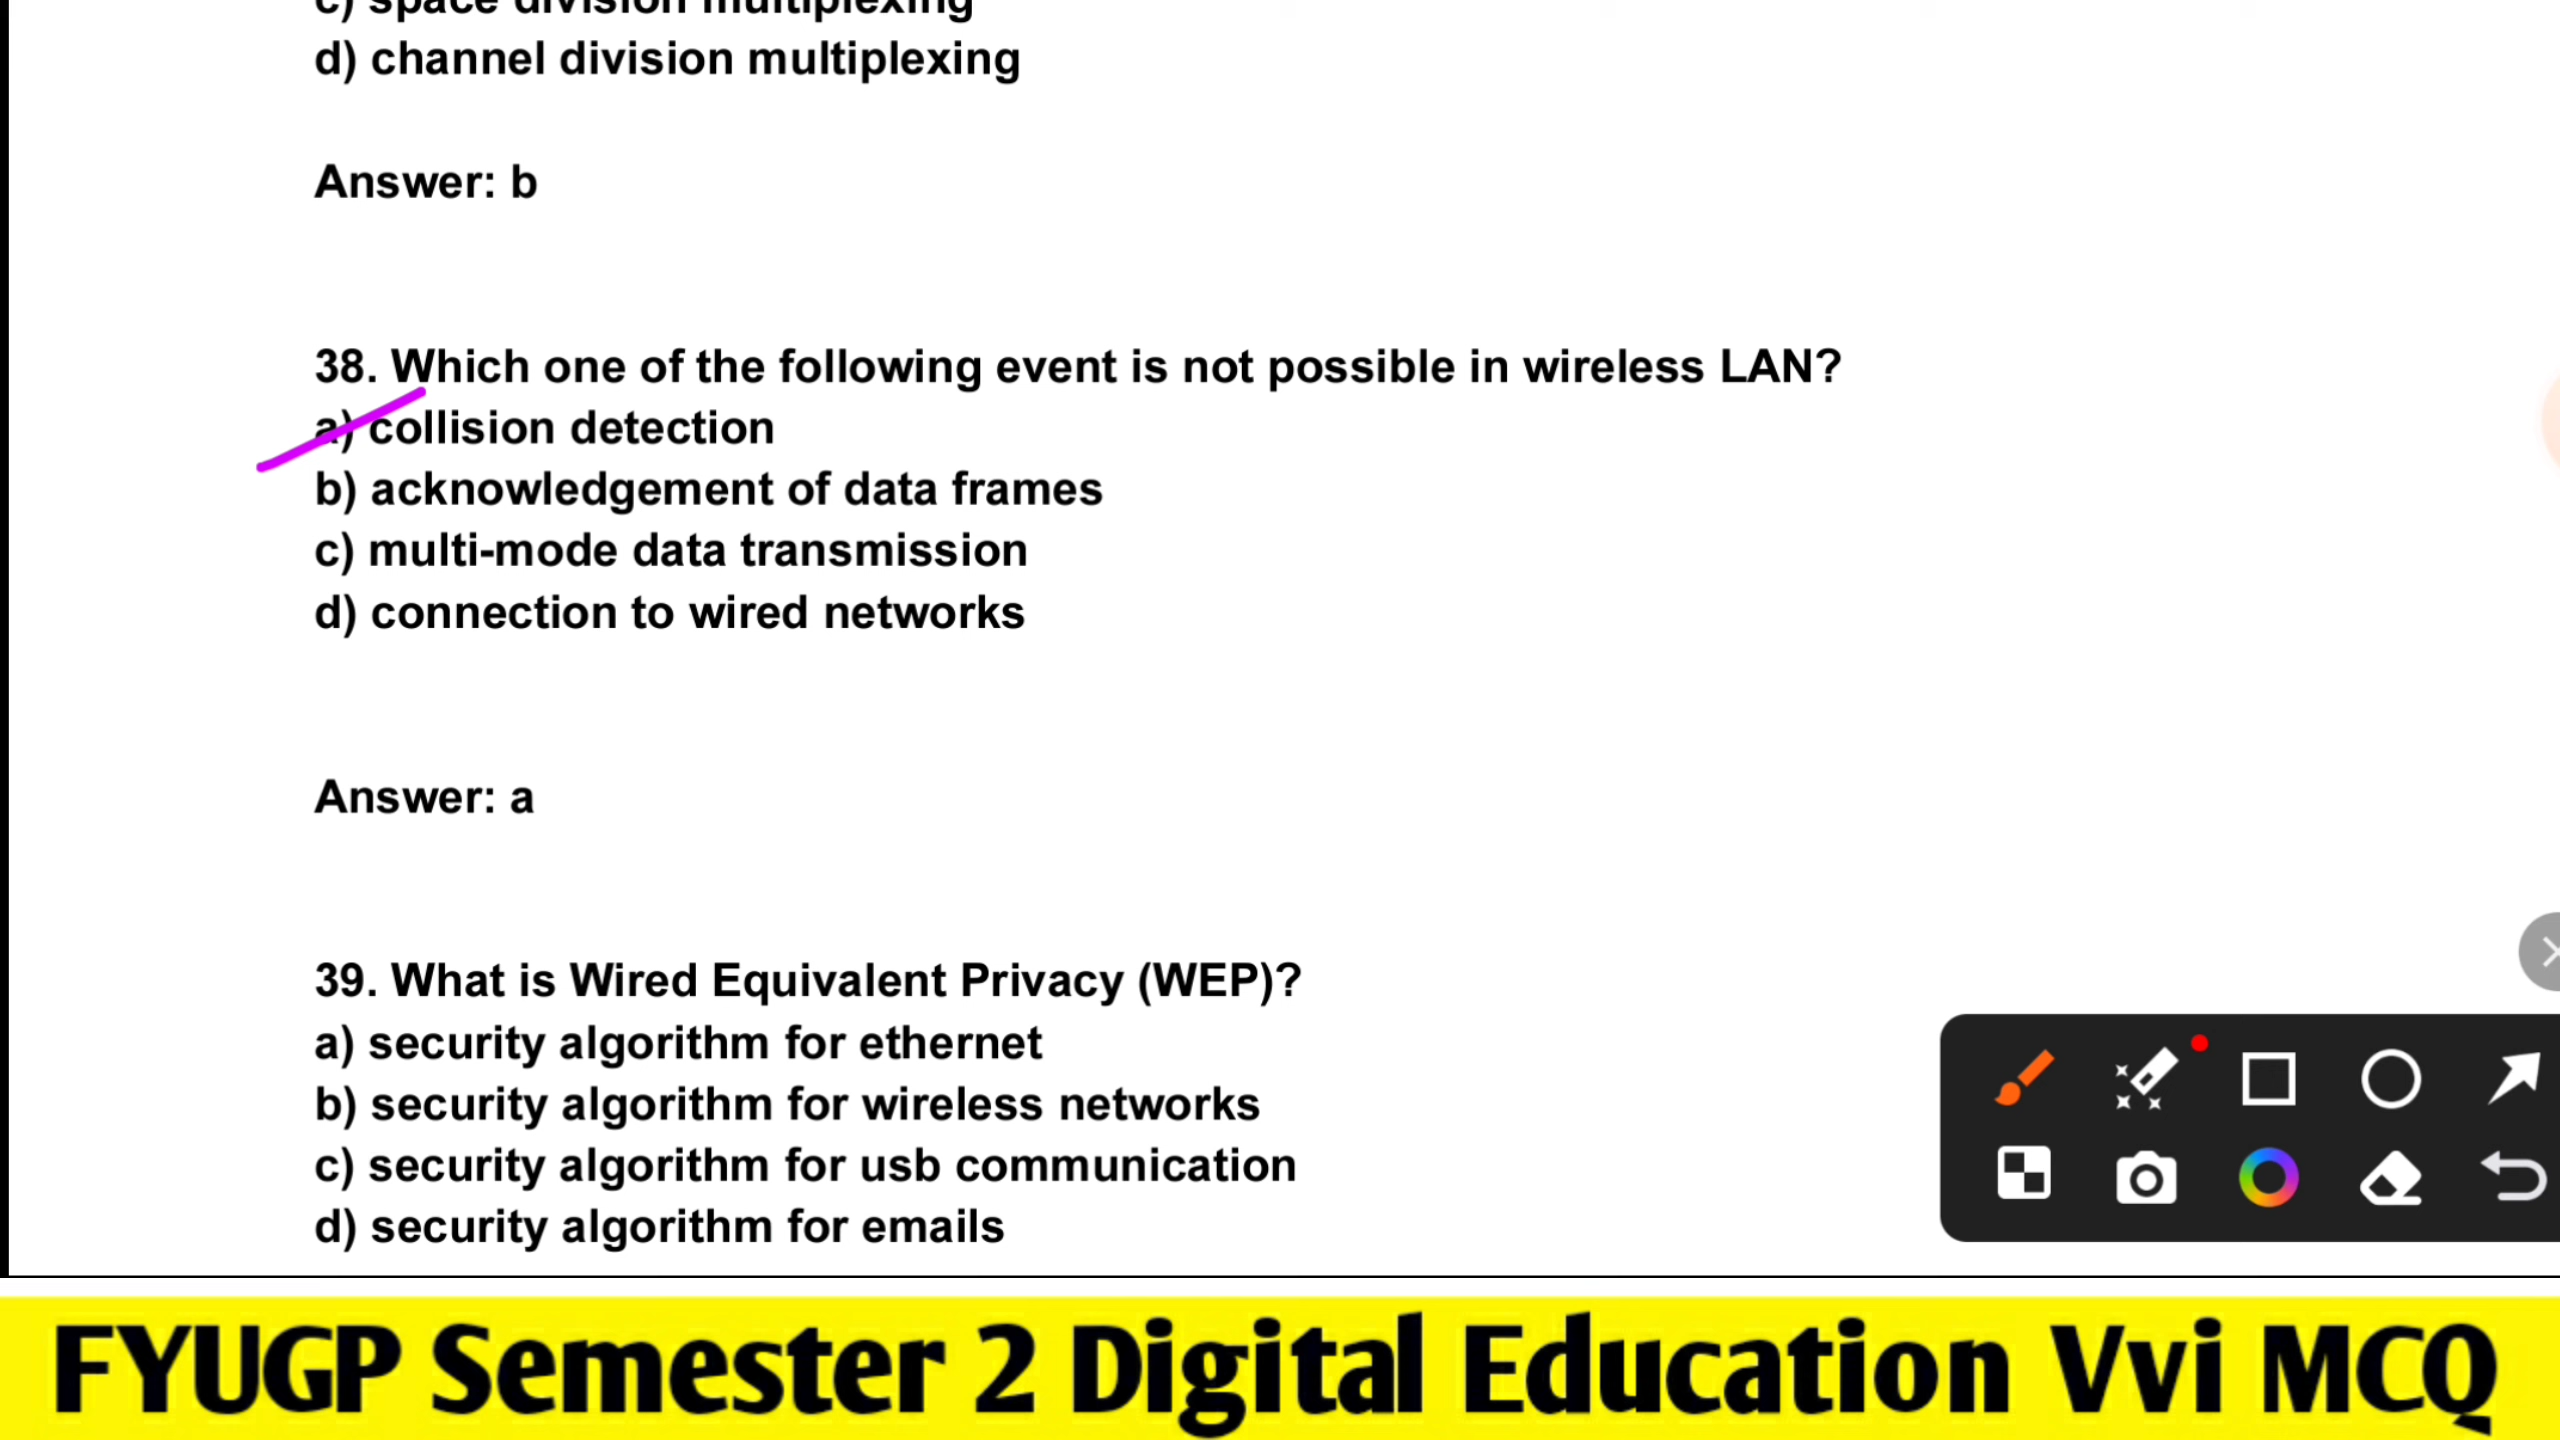 c) space division multiplexing
d) channel division multiplexing
Answer: b
38. Which one of the following event is not possible in wireless LAN?
a) collision detection
b) acknowledgement of data frames
c) multi-mode data transmission
d) connection to wired networks
Answer: a
39. What is Wired Equivalent Privacy (WEP)?
a) security algorithm for ethernet
b) security algorithm for wireless networks
c) security algorithm for usb communication
d) security algorithm for emails
FYUGP Semester 2 Digital Education Vvi MCQ